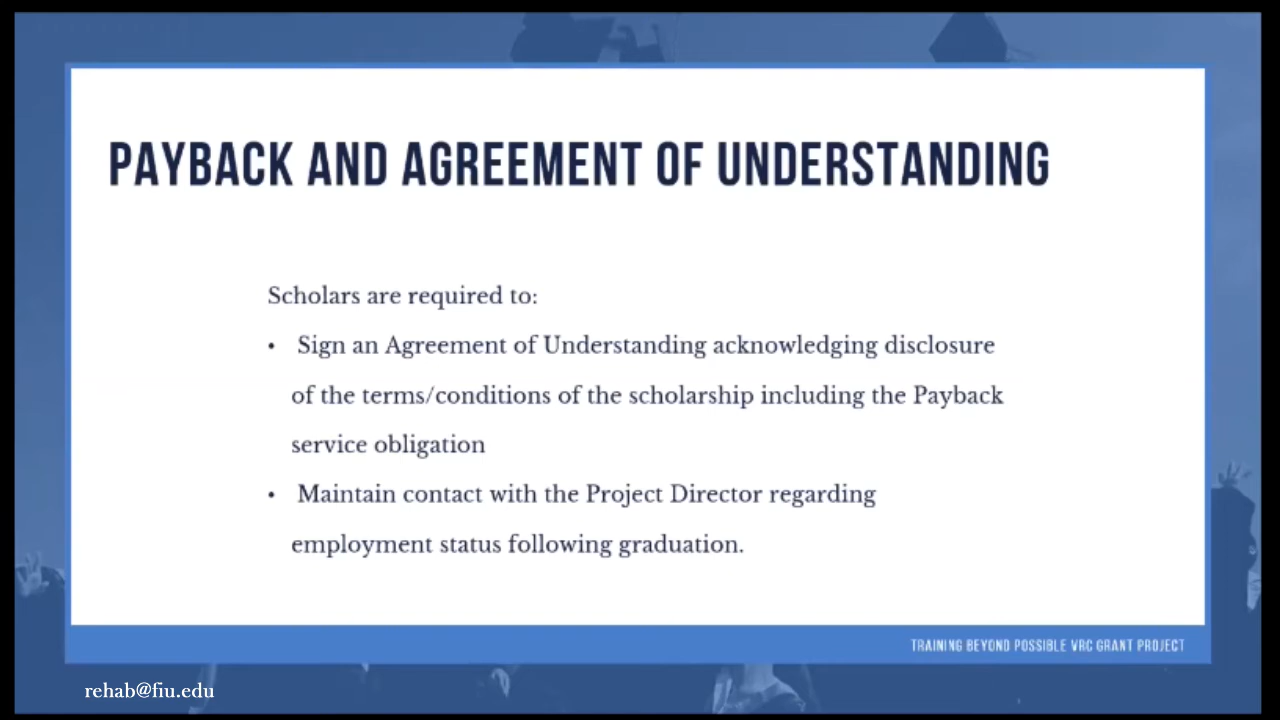 PAYBACK AND AGREEMENT OF UNDERSTANDING
Scholars are required to:
• Sign an Agreement of Understanding acknowledging disclosure
of the terms/conditions of the scholarship including the Payback
service obligation
• Maintain contact with the Project Director regarding
employment status following graduation.
TRAINING BEYOND POSSIBLE VRC GRANT PROJECT
rehab@fiu.edu